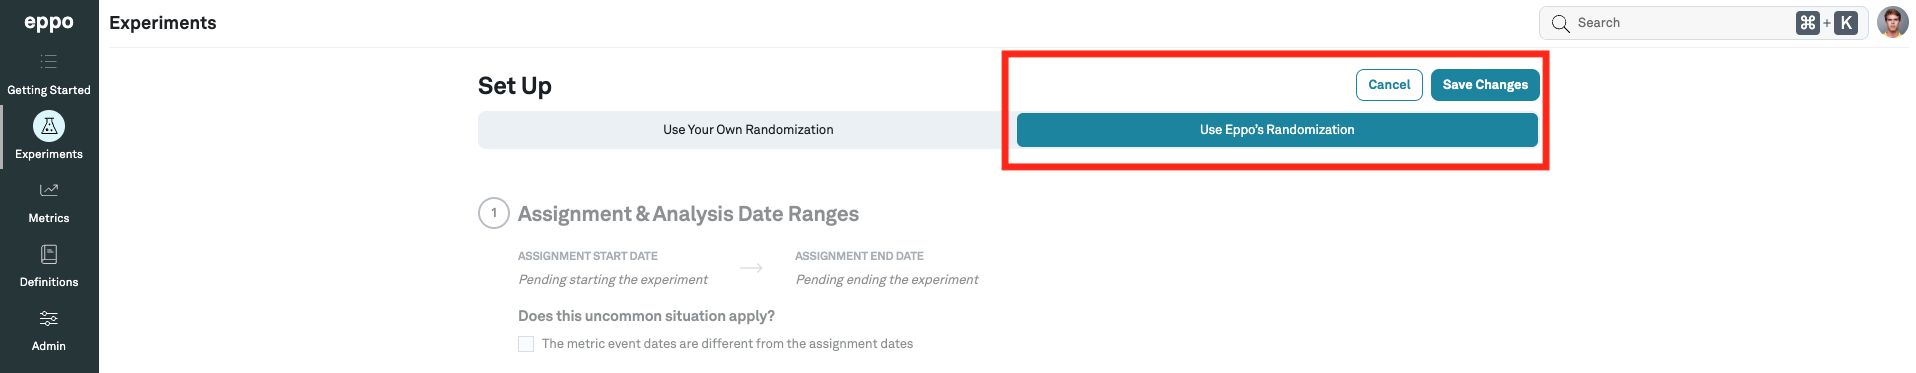 eppo
Experiments
Search
⌘ + K
Getting Started
Experiments
Metrics
Definitions
Admin
Set Up
Cancel
Save Changes
Use Your Own Randomization
Use Eppo's Randomization
1 Assignment & Analysis Date Ranges
ASSIGNMENT START DATE
Pending starting the experiment
ASSIGNMENT END DATE
Pending ending the experiment
Does this uncommon situation apply?
The metric event dates are different from the assignment dates